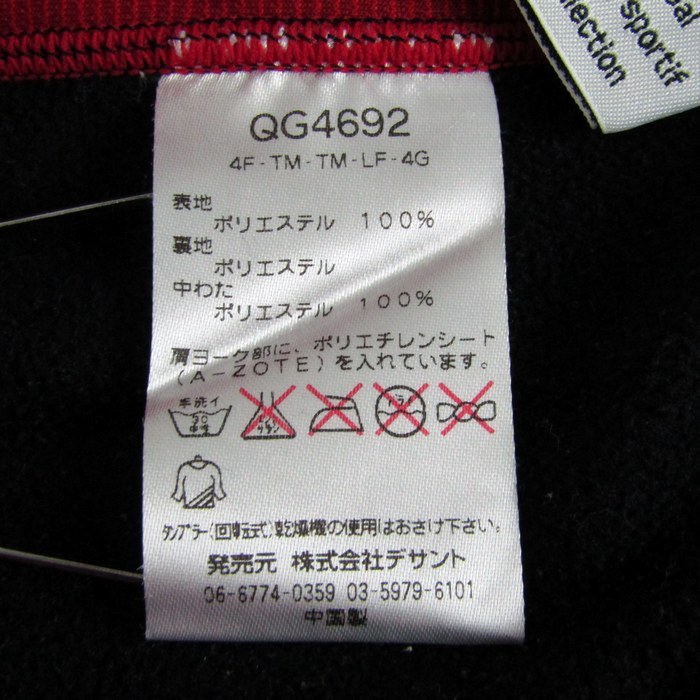 al
sportif
llection
QG4692
4F-TM-TM-LF-4G
表地
ポリエステル 100%
裏地
ポリエステル
中わた
ポリエステル 100%
肩ヨーク部に、ポリエチレンシート
(A-ZOTE)を入れています。
手洗イ
30
中性
タンブラー(回転式)乾燥機の使用はおさけ下さい。
発売元 株式会社デサント
06-6774-0359 03-5979-6101
中国製